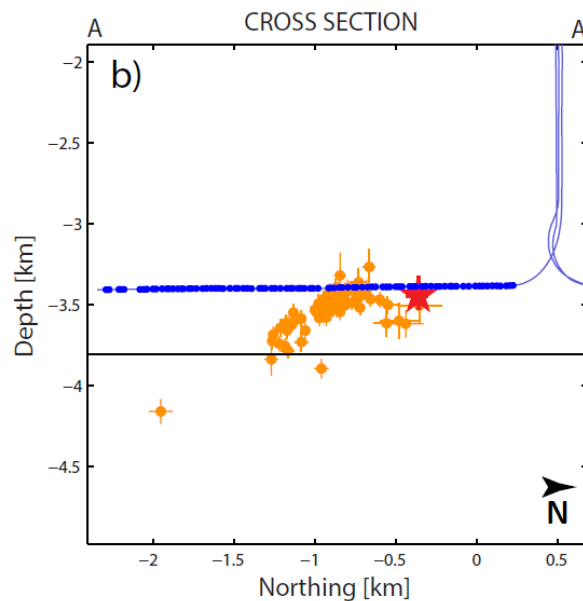 CROSS SECTION
A
A
b)
−2
−2.5
−3
−3.5
−4
−4.5
Depth [km]
N
−2
−1.5
−1
−0.5
0
0.5
Northing [km]